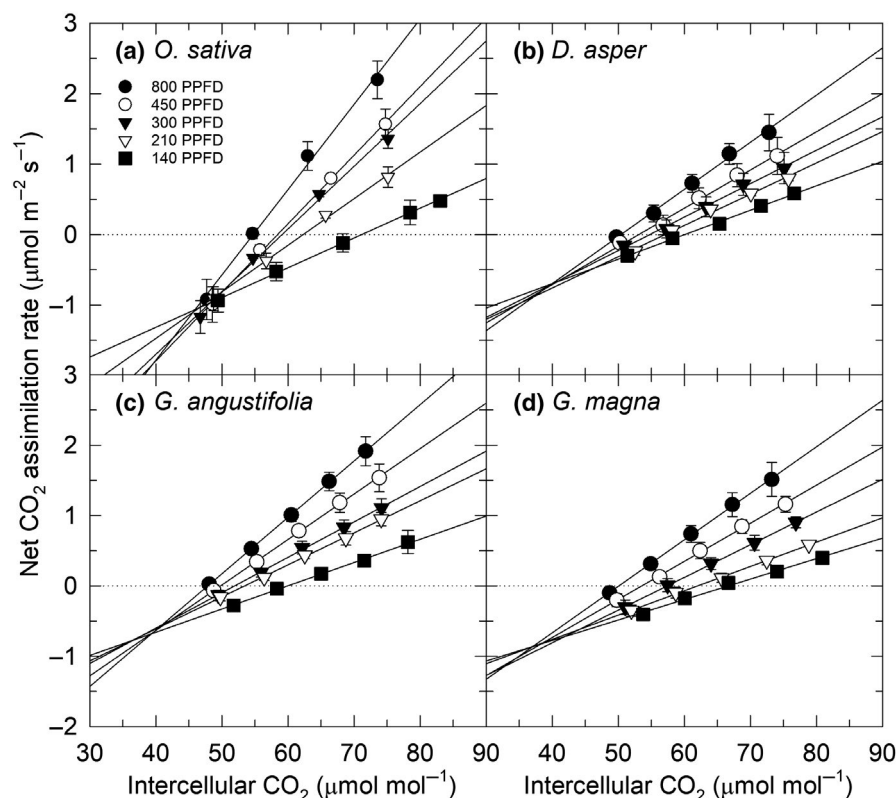 (a) O. sativa
800 PPFD
450 PPFD
300 PPFD
210 PPFD
140 PPFD
(b) D. asper
(c) G. angustifolia
(d) G. magna
3
2
1
0
−1
3
2
1
0
−1
−2
30 40 50 60 70 80 90 40 50 60 70 80 90
Net CO₂ assimilation rate (μmol m⁻² s⁻¹)
Intercellular CO₂ (μmol mol⁻¹) Intercellular CO₂ (μmol mol⁻¹)